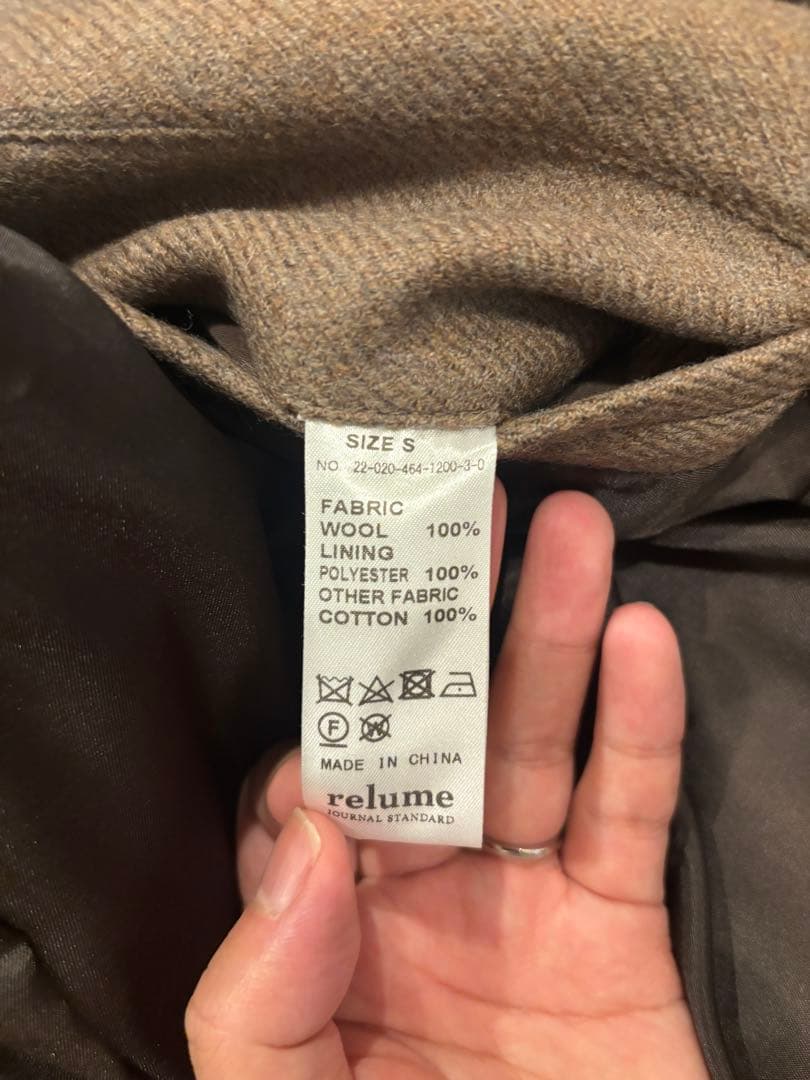 SIZE S
NO. 22-020-464-1200-3-0
FABRIC
WOOL 100%
LINING
POLYESTER 100%
OTHER FABRIC
COTTON 100%
F W
MADE IN CHINA
relume
JOURNAL STANDARD